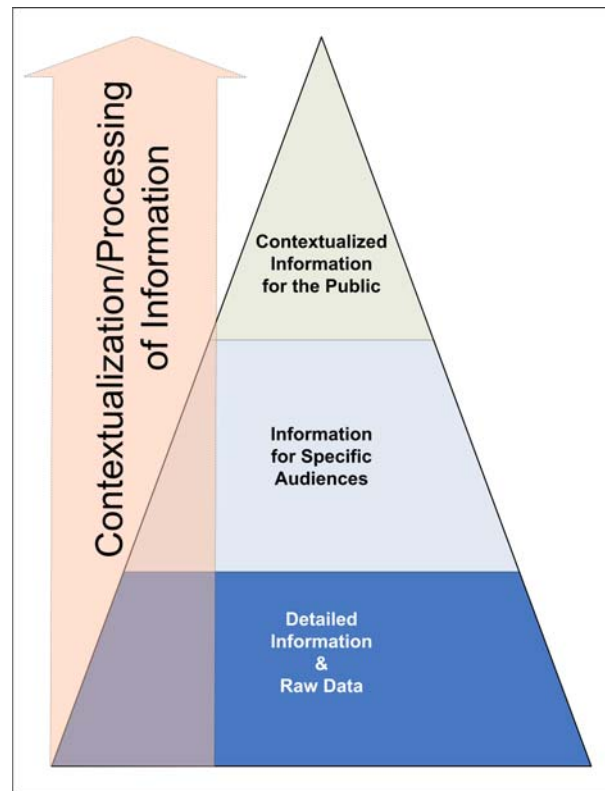 Contextualization/Processing
of Information
Contextualized
Information
for the Public
Information
for Specific
Audiences
Detailed
Information
&
Raw Data